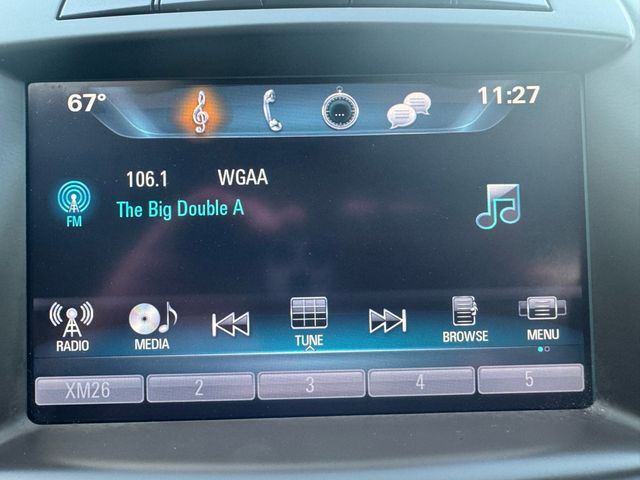 67° 11:27
106.1 WGAA
FM The Big Double A
RADIO MEDIA TUNE BROWSE MENU
XM26 2 3 4 5